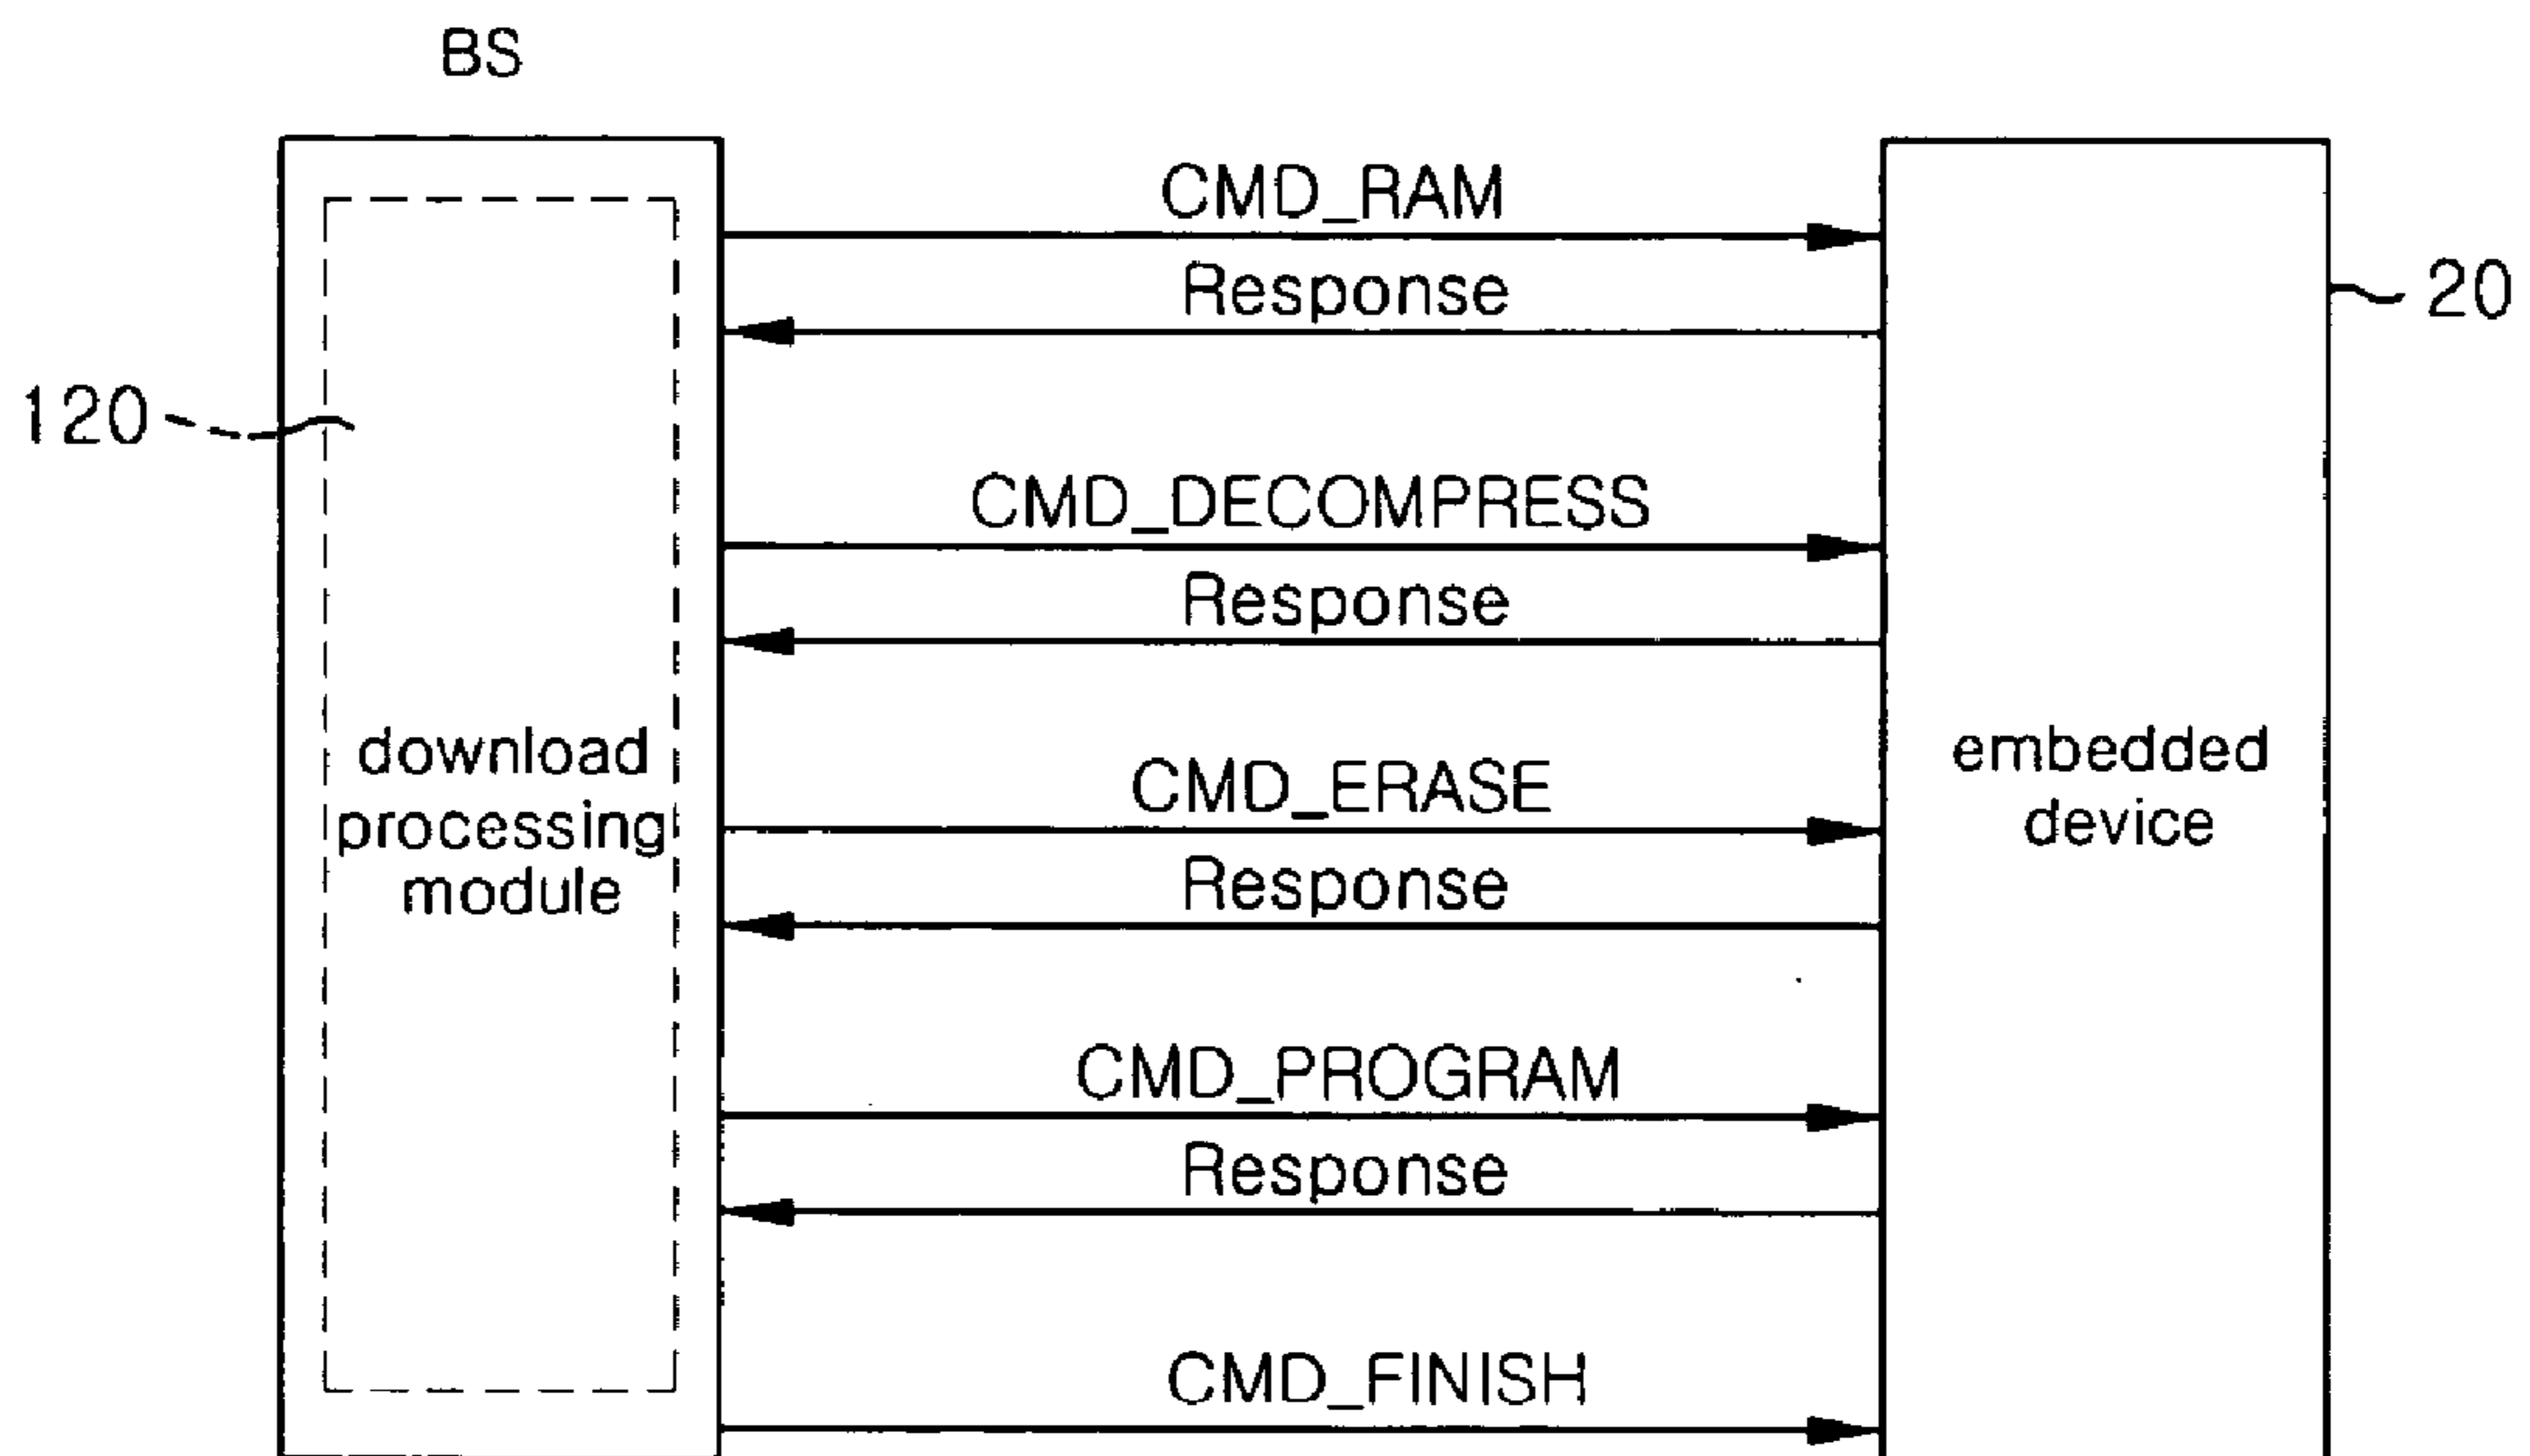 BS
CMD_RAM
Response
20
120
CMD_DECOMPRESS
Response
download
processing
module
embedded
device
CMD_ERASE
Response
CMD_PROGRAM
Response
CMD_FINISH